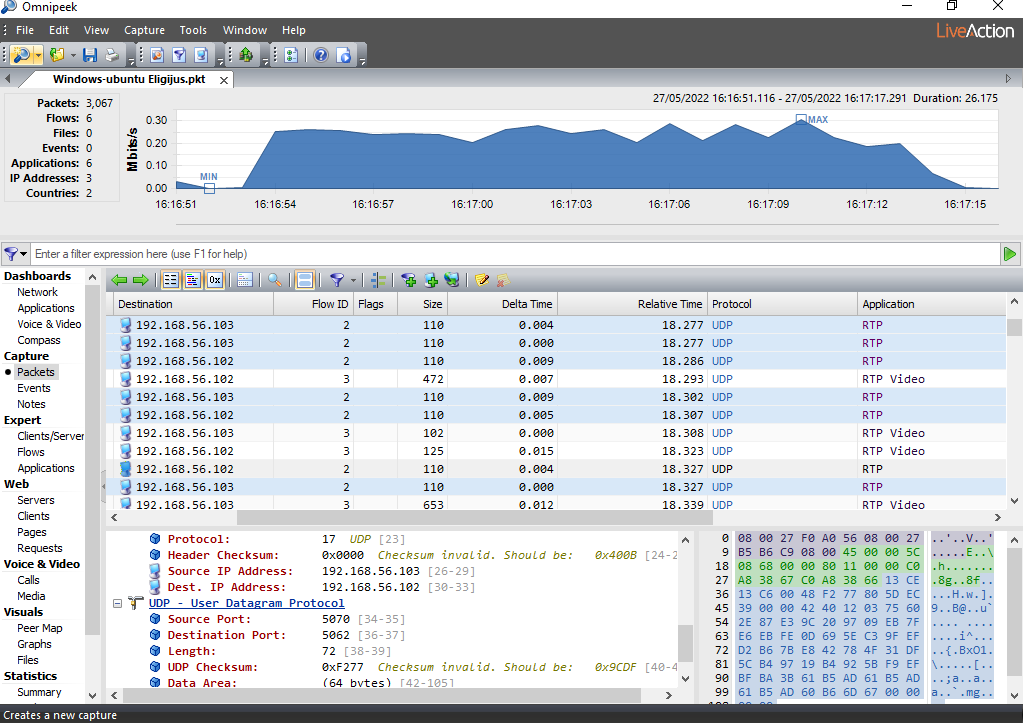 Omnipeek
File Edit View Capture Tools Window Help
LiveAction
Windows-ubuntu Eligijus.pkt
Packets: 3,067
Flows: 6
Files: 0
Events: 0
Applications: 6
IP Addresses: 3
Countries: 2
27/05/2022 16:16:51.116 - 27/05/2022 16:17:17.291 Duration: 26.175
Mbits/s
0.30
0.20
0.10
0.00
MIN
MAX
16:16:51 16:16:54 16:16:57 16:17:00 16:17:03 16:17:06 16:17:09 16:17:12 16:17:15
Enter a filter expression here (use F1 for help)
Dashboards
Network
Applications
Voice & Video
Compass
Capture
Packets
Events
Notes
Expert
Clients/Server
Flows
Applications
Web
Servers
Clients
Pages
Requests
Voice & Video
Calls
Media
Visuals
Peer Map
Graphs
Files
Statistics
Summary
0x
Destination Flow ID Flags Size Delta Time Relative Time Protocol Application
192.168.56.103 2 110 0.004 18.277 UDP RTP
192.168.56.103 2 110 0.000 18.277 UDP RTP
192.168.56.102 2 110 0.009 18.286 UDP RTP
192.168.56.102 3 472 0.007 18.293 UDP RTP Video
192.168.56.103 2 110 0.009 18.302 UDP RTP
192.168.56.102 2 110 0.005 18.307 UDP RTP
192.168.56.103 3 102 0.000 18.308 UDP RTP Video
192.168.56.102 3 125 0.015 18.323 UDP RTP Video
192.168.56.102 2 110 0.004 18.327 UDP RTP
192.168.56.103 2 110 0.000 18.327 UDP RTP
192.168.56.103 3 653 0.012 18.339 UDP RTP Video
Protocol: 17 UDP [23]
Header Checksum: 0x0000 Checksum invalid. Should be: 0x400B [24-2
Source IP Address: 192.168.56.103 [26-29]
Dest. IP Address: 192.168.56.102 [30-33]
UDP - User Datagram Protocol
Source Port: 5070 [34-35]
Destination Port: 5062 [36-37]
Length: 72 [38-39]
UDP Checksum: 0xF277 Checksum invalid. Should be: 0x9CDF [40-4
Data Area: (64 bytes) [42-105]
0 08 00 27 F0 A0 56 08 00 27 ..'..V..'
9 B5 B6 C9 08 00 45 00 00 5C .....E..\
18 08 68 00 00 80 11 00 00 C0 .h.......
27 A8 38 67 C0 A8 38 66 13 CE .8g..8f..
36 13 C6 00 48 F2 77 80 5D EC ...H.w.].
45 39 00 00 42 40 12 03 75 60 9..B@..u`
54 2E 87 E3 9C 20 97 09 EB 7F .... ....
63 E6 EB FE 0D 69 5E C3 9F EF ....i^...
72 D2 B6 7B E8 42 78 4F 31 DF ..{.BxO1.
81 5C B4 97 19 B4 92 5B F9 EF \.....[..
90 BF BA 3B 61 B5 AD 61 B5 AD ..;a..a..
99 61 B5 AD 60 B6 6D 67 00 00 a..`.mg..
Creates a new capture